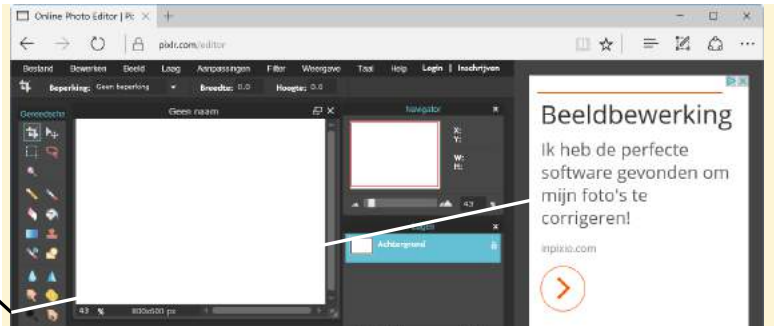 Online Photo Editor | Pi:
pixlr.com/editor
Bestand Bewerken Beeld Laag Aanpassingen Filter Weergave Taal Help Login | Inschrijven
Beperking: Geen beperking Breedte: 0.0 Hoogte: 0.0
Gereedscha
Geen naam
Navigator
X:
Y:
W:
H:
43 %
Lagen
Achtergrond
43 % 800x600 px
Beeldbewerking
Ik heb de perfecte
software gevonden om
mijn foto's te
corrigeren!
inpixio.com